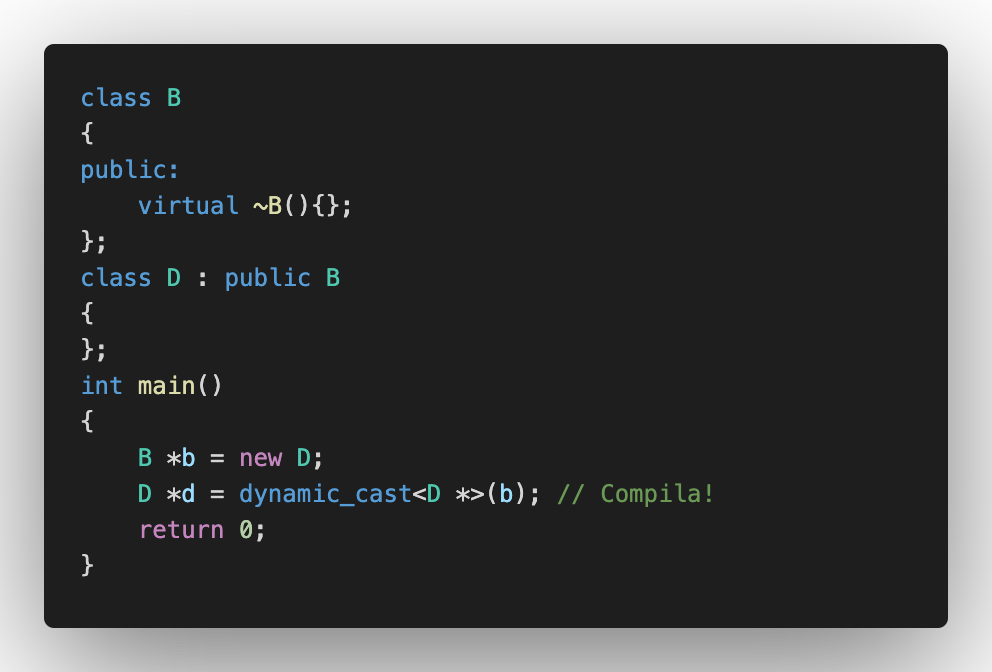 class B
{
public:
    virtual ~B(){};
};
class D : public B
{
};
int main()
{
    B *b = new D;
    D *d = dynamic_cast<D *>(b); // Compila!
    return 0;
}